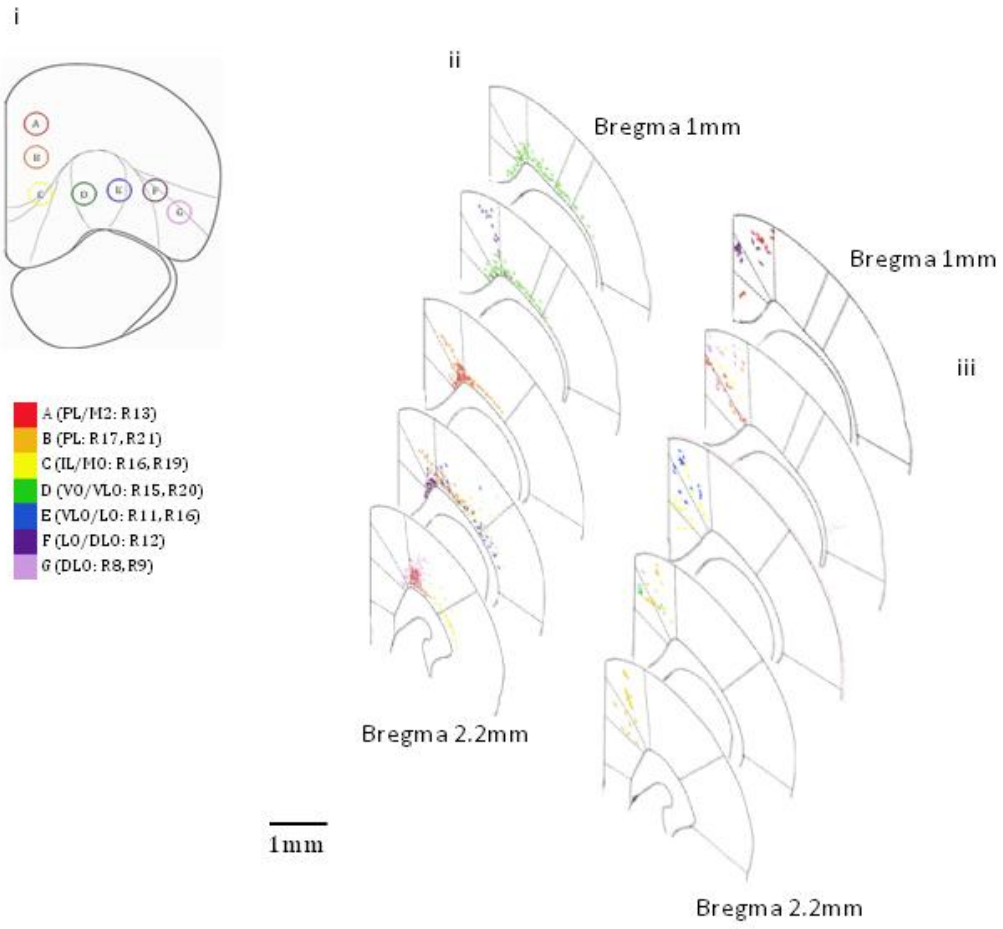 i
ii
Bregma 1mm
A
B
C
D
E
F
G
Bregma 1mm
iii
A (PL/M2: R13)
B (PL: R17, R21)
C (IL/MO: R16, R19)
D (VO/VLO: R15, R20)
E (VLO/LO: R11, R16)
F (LO/DLO: R12)
G (DLO: R8, R9)
Bregma 2.2mm
1mm
Bregma 2.2mm